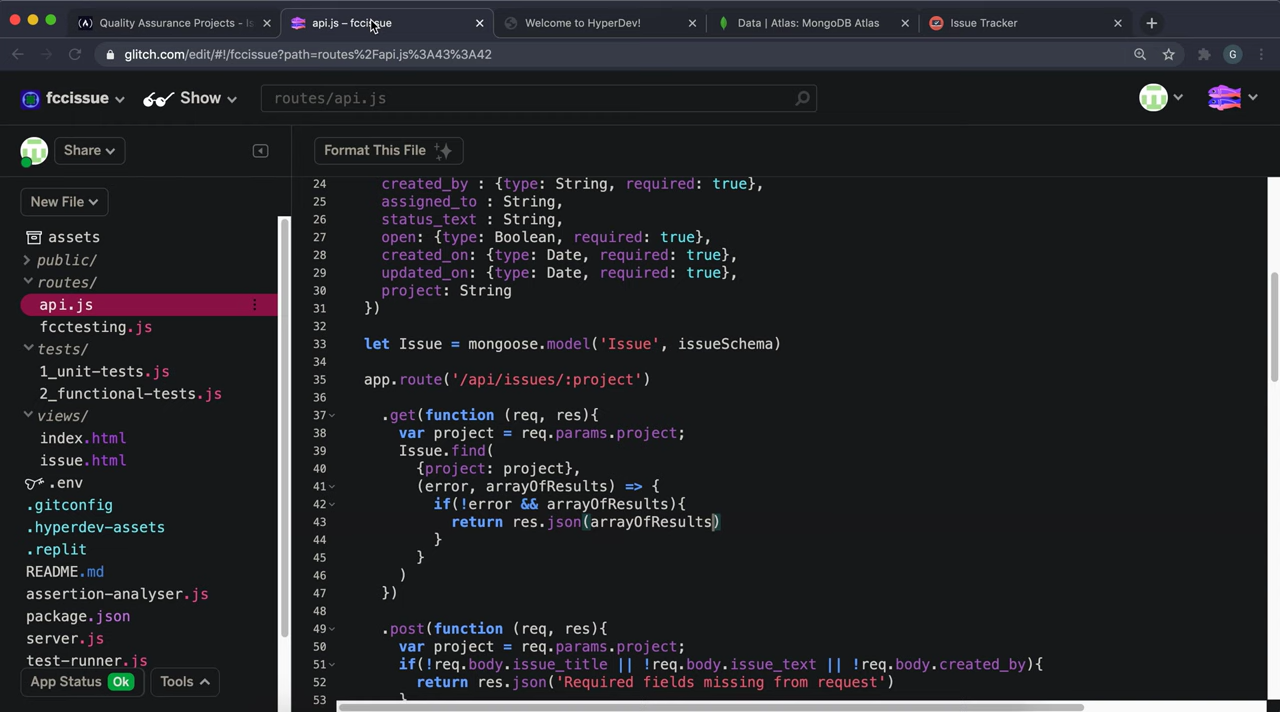 Quality Assurance Projects - Is
api.js – fccissue
Welcome to HyperDev!
Data | Atlas: MongoDB Atlas
Issue Tracker
glitch.com/edit/#!/fccissue?path=routes%2Fapi.js%3A43%3A42
G
fccissue
Show
routes/api.js
Share
Format This File
New File
assets
public/
routes/
api.js
fcctesting.js
tests/
1_unit-tests.js
2_functional-tests.js
views/
index.html
issue.html
.env
.gitconfig
.hyperdev-assets
.replit
README.md
assertion-analyser.js
package.json
server.js
test-runner.js
App Status Ok
Tools
24 created_by : {type: String, required: true},
25 assigned_to : String,
26 status_text : String,
27 open: {type: Boolean, required: true},
28 created_on: {type: Date, required: true},
29 updated_on: {type: Date, required: true},
30 project: String
31 })
32
33 let Issue = mongoose.model('Issue', issueSchema)
34
35 app.route('/api/issues/:project')
36
37 .get(function (req, res){
38 var project = req.params.project;
39 Issue.find(
40 {project: project},
41 (error, arrayOfResults) => {
42 if(!error && arrayOfResults){
43 return res.json(arrayOfResults)
44 }
45 }
46 )
47 })
48
49 .post(function (req, res){
50 var project = req.params.project;
51 if(!req.body.issue_title || !req.body.issue_text || !req.body.created_by){
52 return res.json('Required fields missing from request')
53 }